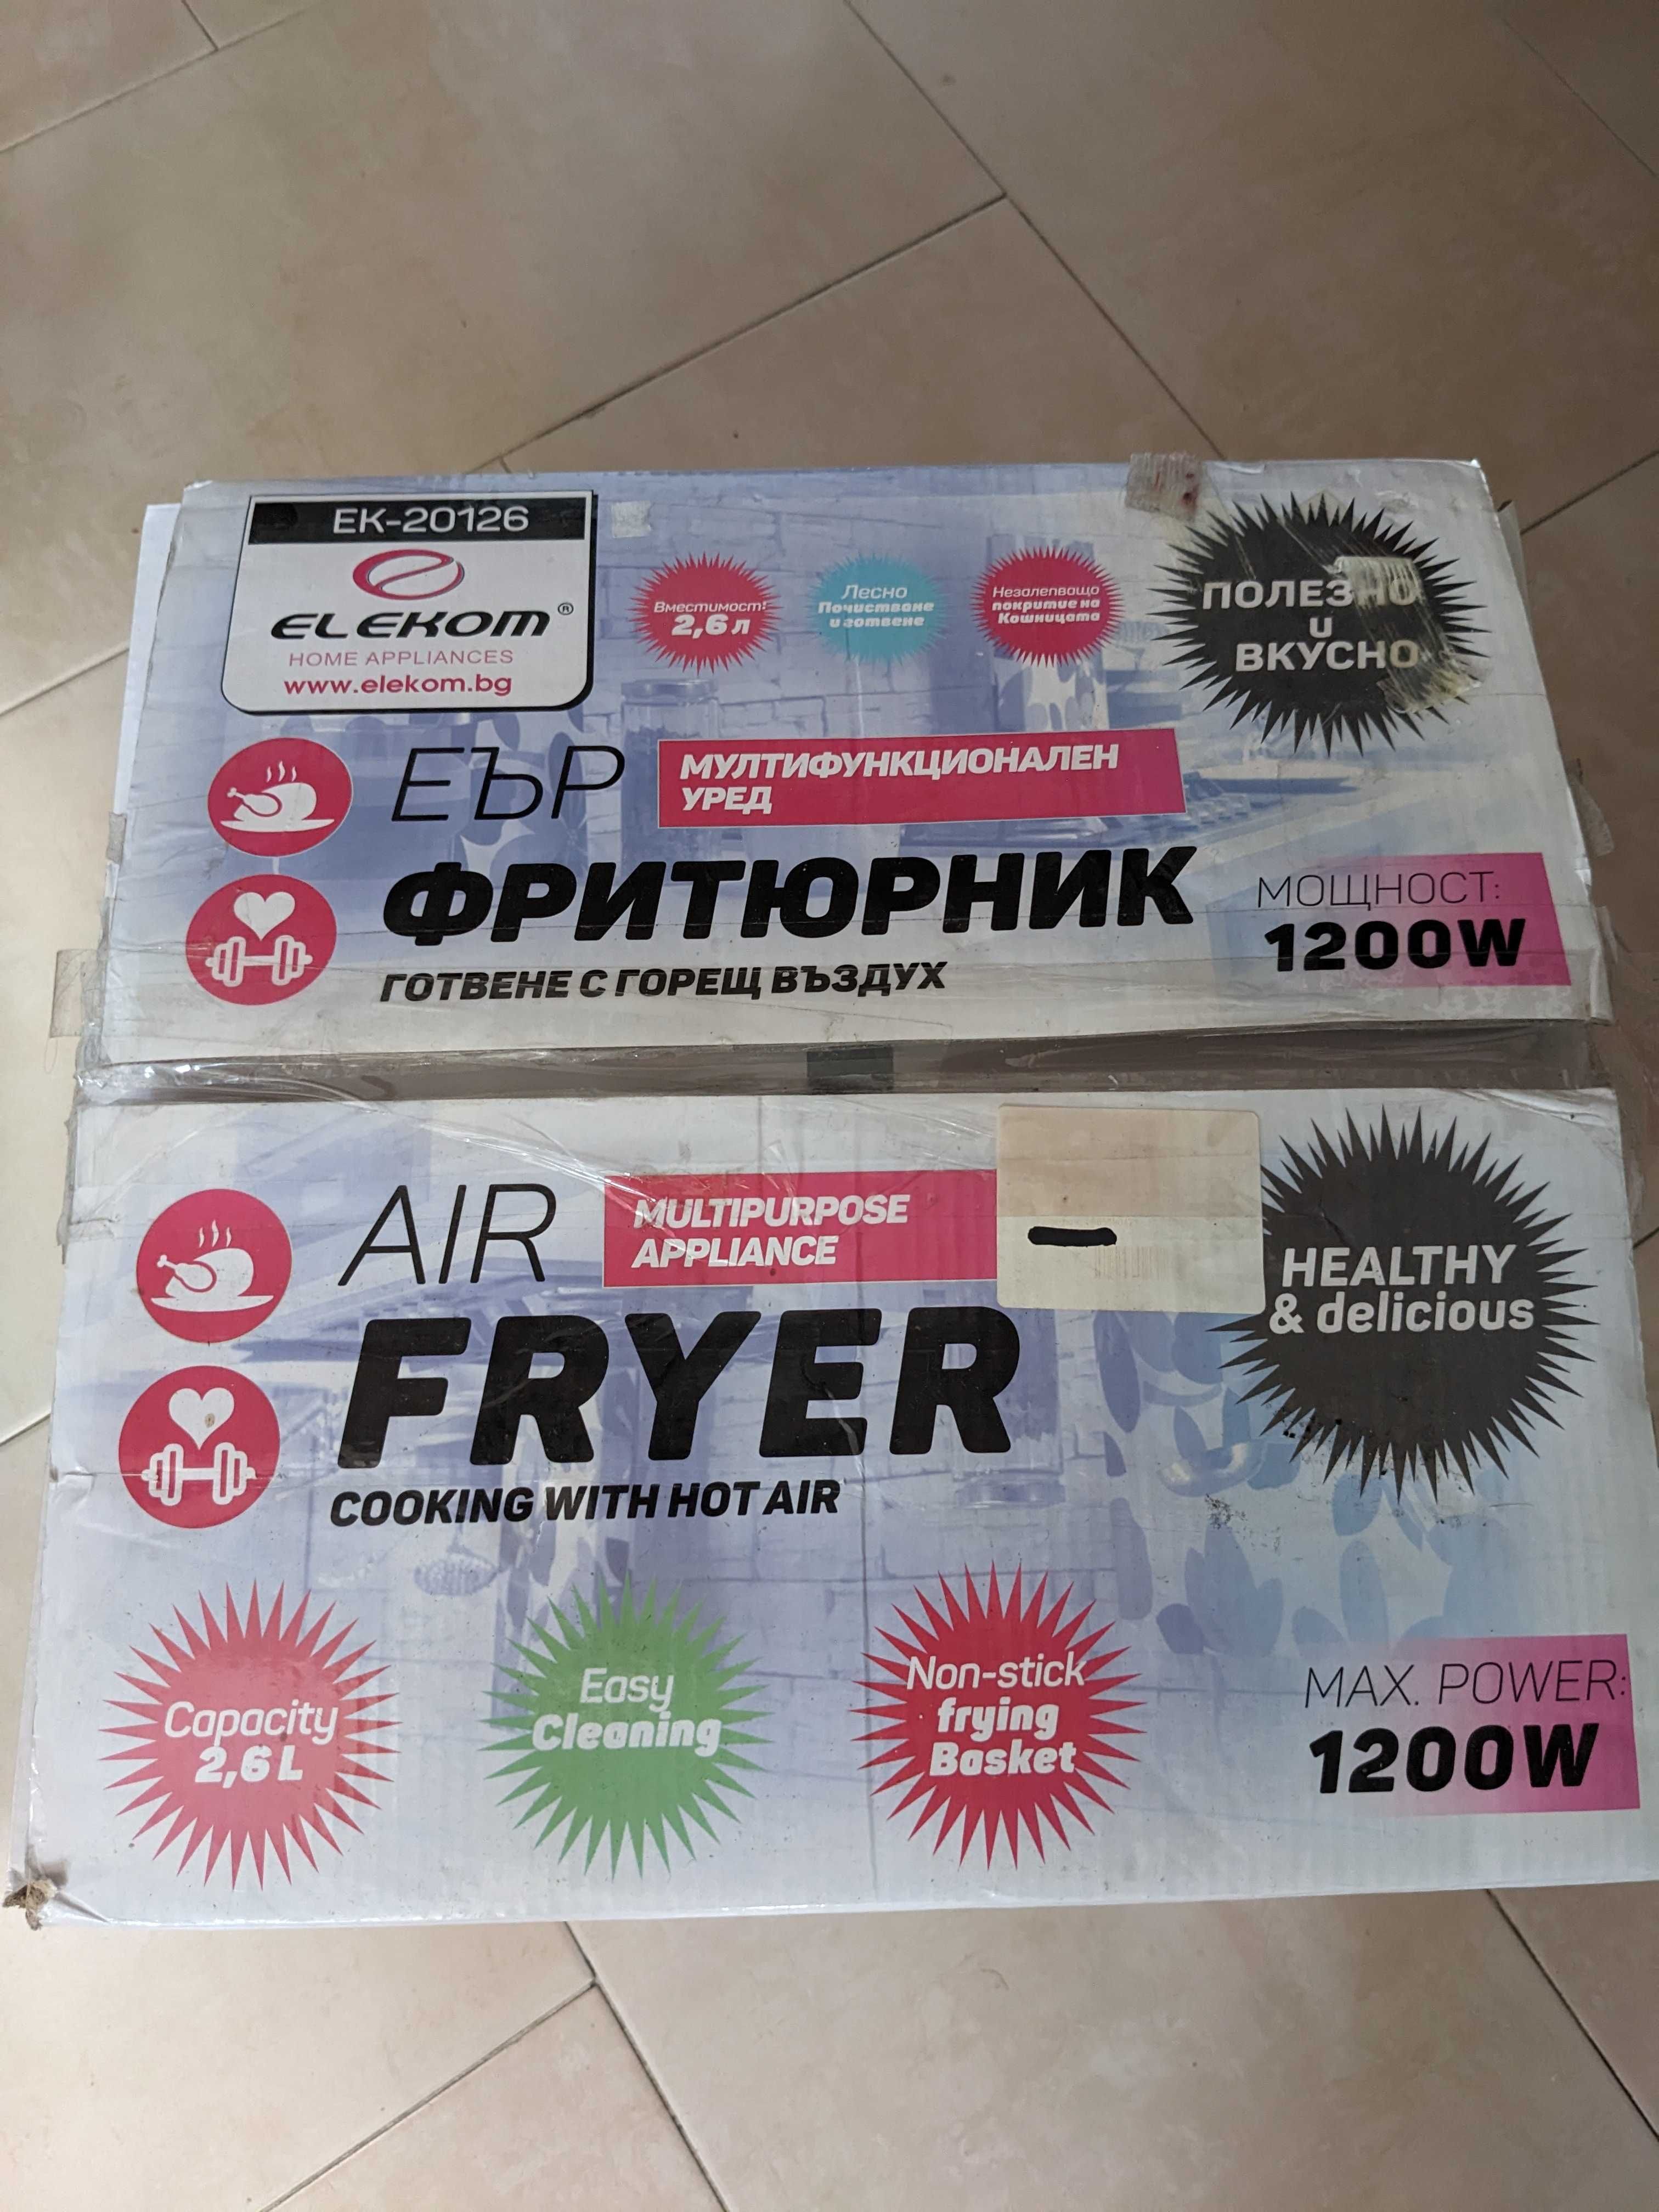 EK-20126
ELEKOM®
HOME APPLIANCES
www.elekom.bg
Вместимост:
2,6 л
Лесно
Почистване
и готвене
Незалепващо
покритие на
Кошницата
ПОЛЕЗНО
и
ВКУСНО
ЕЪР
МУЛТИФУНКЦИОНАЛЕН
УРЕД
ФРИТЮРНИК
ГОТВЕНЕ С ГОРЕЩ ВЪЗДУХ
МОЩНОСТ:
1200W
AIR
MULTIPURPOSE
APPLIANCE
FRYER
COOKING WITH HOT AIR
HEALTHY
& delicious
Capacity
2,6 L
Easy
Cleaning
Non-stick
frying
Basket
MAX. POWER:
1200W